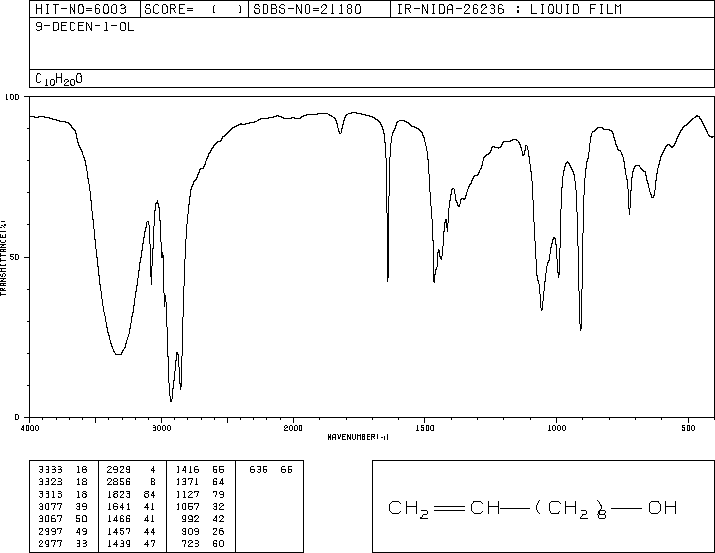 HIT-NO=6003 SCORE= ( ) SDBS-NO=21180 IR-NIDA-26236 : LIQUID FILM
9-DECEN-1-OL
C10H20O
100
50
0
TRANSMITTANCE(%)
4000 3000 2000 1500 1000 500
WAVENUMBER(-1)
3333 18 2929 4 1416 55 636 66
3323 18 2856 8 1371 64
3313 18 1823 84 1127 79
3077 39 1641 41 1057 32
3067 50 1466 41 992 42
2997 49 1457 44 909 26
2977 33 1439 47 723 60
CH2 CH (CH2)8 OH